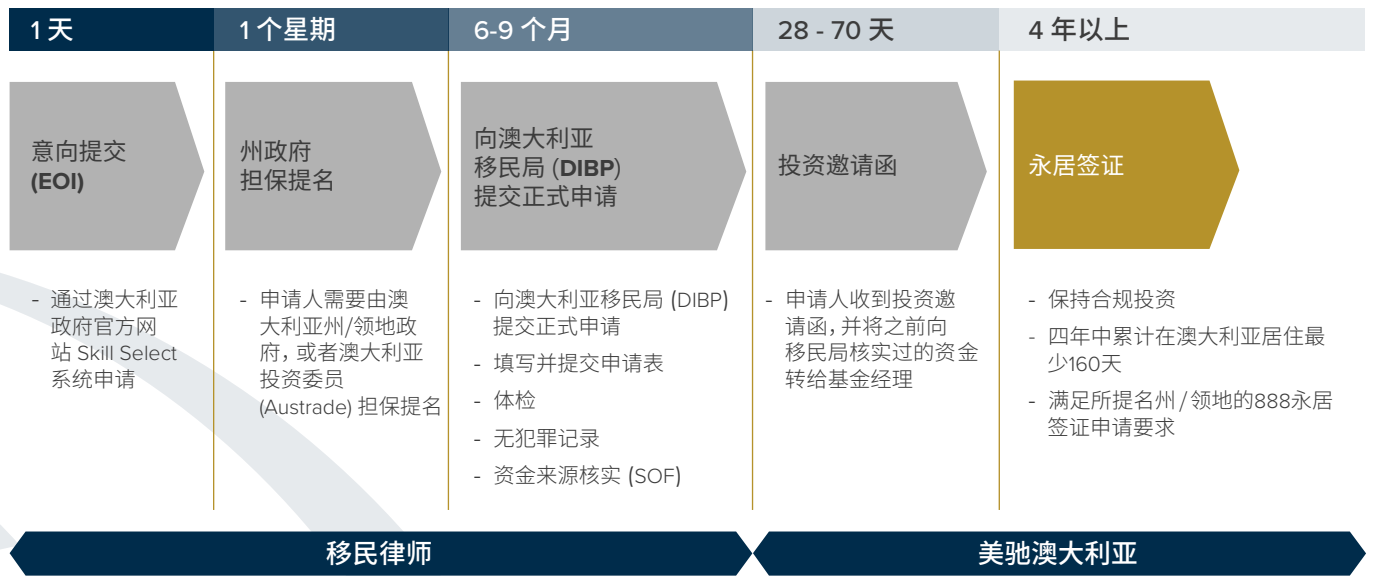 1 天
1 个星期
6-9 个月
28 - 70 天
4 年以上
意向提交
(EOI)
州政府
担保提名
向澳大利亚
移民局 (DIBP)
提交正式申请
投资邀请函
永居签证
- 通过澳大利亚
政府官方网
站 Skill Select
系统申请
- 申请人需要由澳
大利亚州/领地政
府，或者澳大利亚
投资委员
(Austrade) 担保提名
- 向澳大利亚移民局 (DIBP)
提交正式申请
- 填写并提交申请表
- 体检
- 无犯罪记录
- 资金来源核实 (SOF)
- 申请人收到投资邀
请函，并将之前向
移民局核实过的资金
转给基金经理
- 保持合规投资
- 四年中累计在澳大利亚居住最
少160天
- 满足所提名州/领地的888永居
签证申请要求
移民律师
美驰澳大利亚